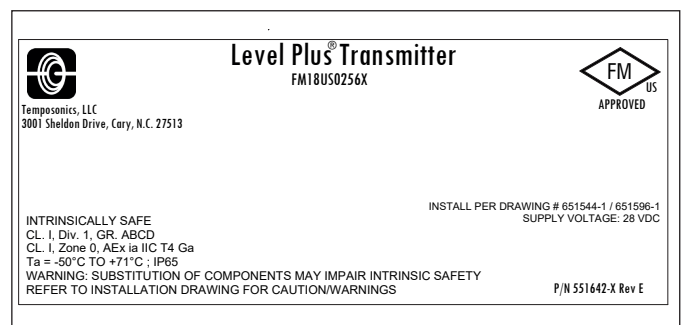 Level Plus® Transmitter
FM18US0256X
FM
US
APPROVED
Temposonics, LLC
3001 Sheldon Drive, Cary, N.C. 27513
INSTALL PER DRAWING # 651544-1 / 651596-1
SUPPLY VOLTAGE: 28 VDC
INTRINSICALLY SAFE
CL. I, Div. 1, GR. ABCD
CL. I, Zone 0, AEx ia IIC T4 Ga
Ta = -50°C TO +71°C ; IP65
WARNING: SUBSTITUTION OF COMPONENTS MAY IMPAIR INTRINSIC SAFETY
REFER TO INSTALLATION DRAWING FOR CAUTION/WARNINGS
P/N 551642-X Rev E